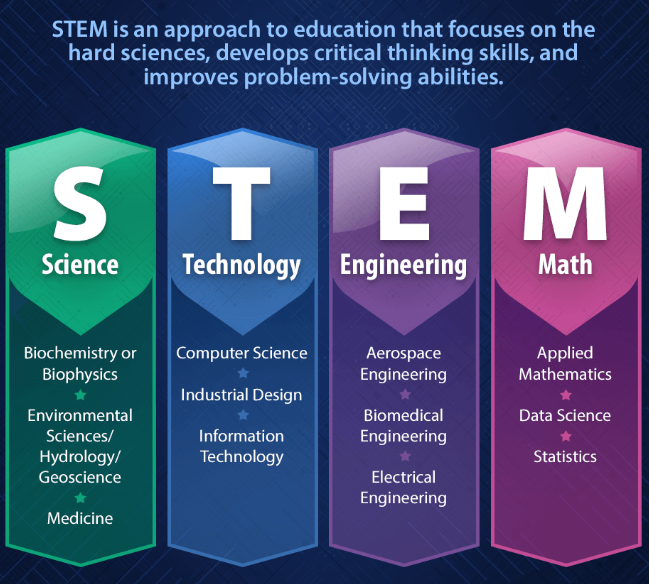 STEM is an approach to education that focuses on the
hard sciences, develops critical thinking skills, and
improves problem-solving abilities.
S
Science
Biochemistry or
Biophysics
Environmental
Sciences/
Hydrology/
Geoscience
Medicine
T
Technology
Computer Science
Industrial Design
Information
Technology
E
Engineering
Aerospace
Engineering
Biomedical
Engineering
Electrical
Engineering
M
Math
Applied
Mathematics
Data Science
Statistics